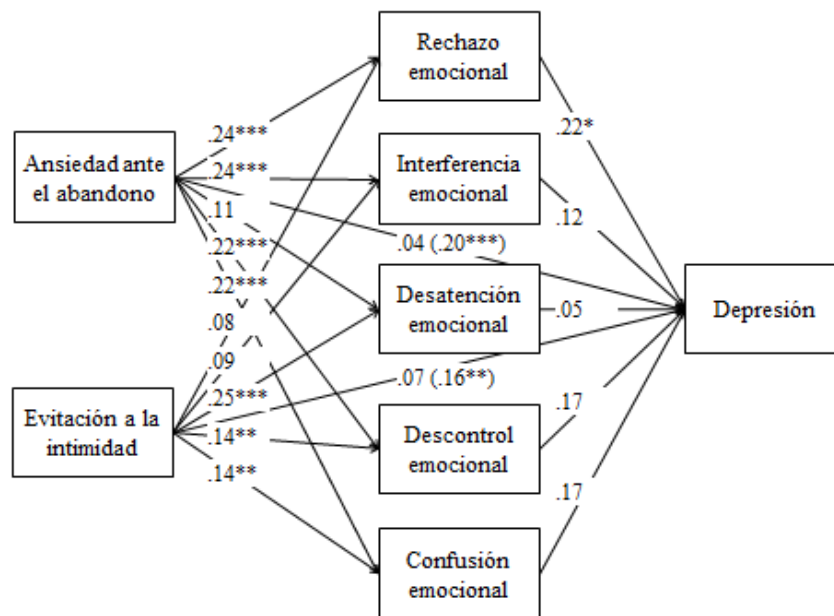 Rechazo
emocional
.24***
.22*
Ansiedad ante
el abandono
.24***
Interferencia
emocional
.11
.12
.22***
.04 (.20***)
.22***
Desatención
emocional
.05
Depresión
.08
.09
.07 (.16**)
Evitación a la
intimidad
.25***
.14**
Descontrol
emocional
.17
.14**
.17
Confusión
emocional